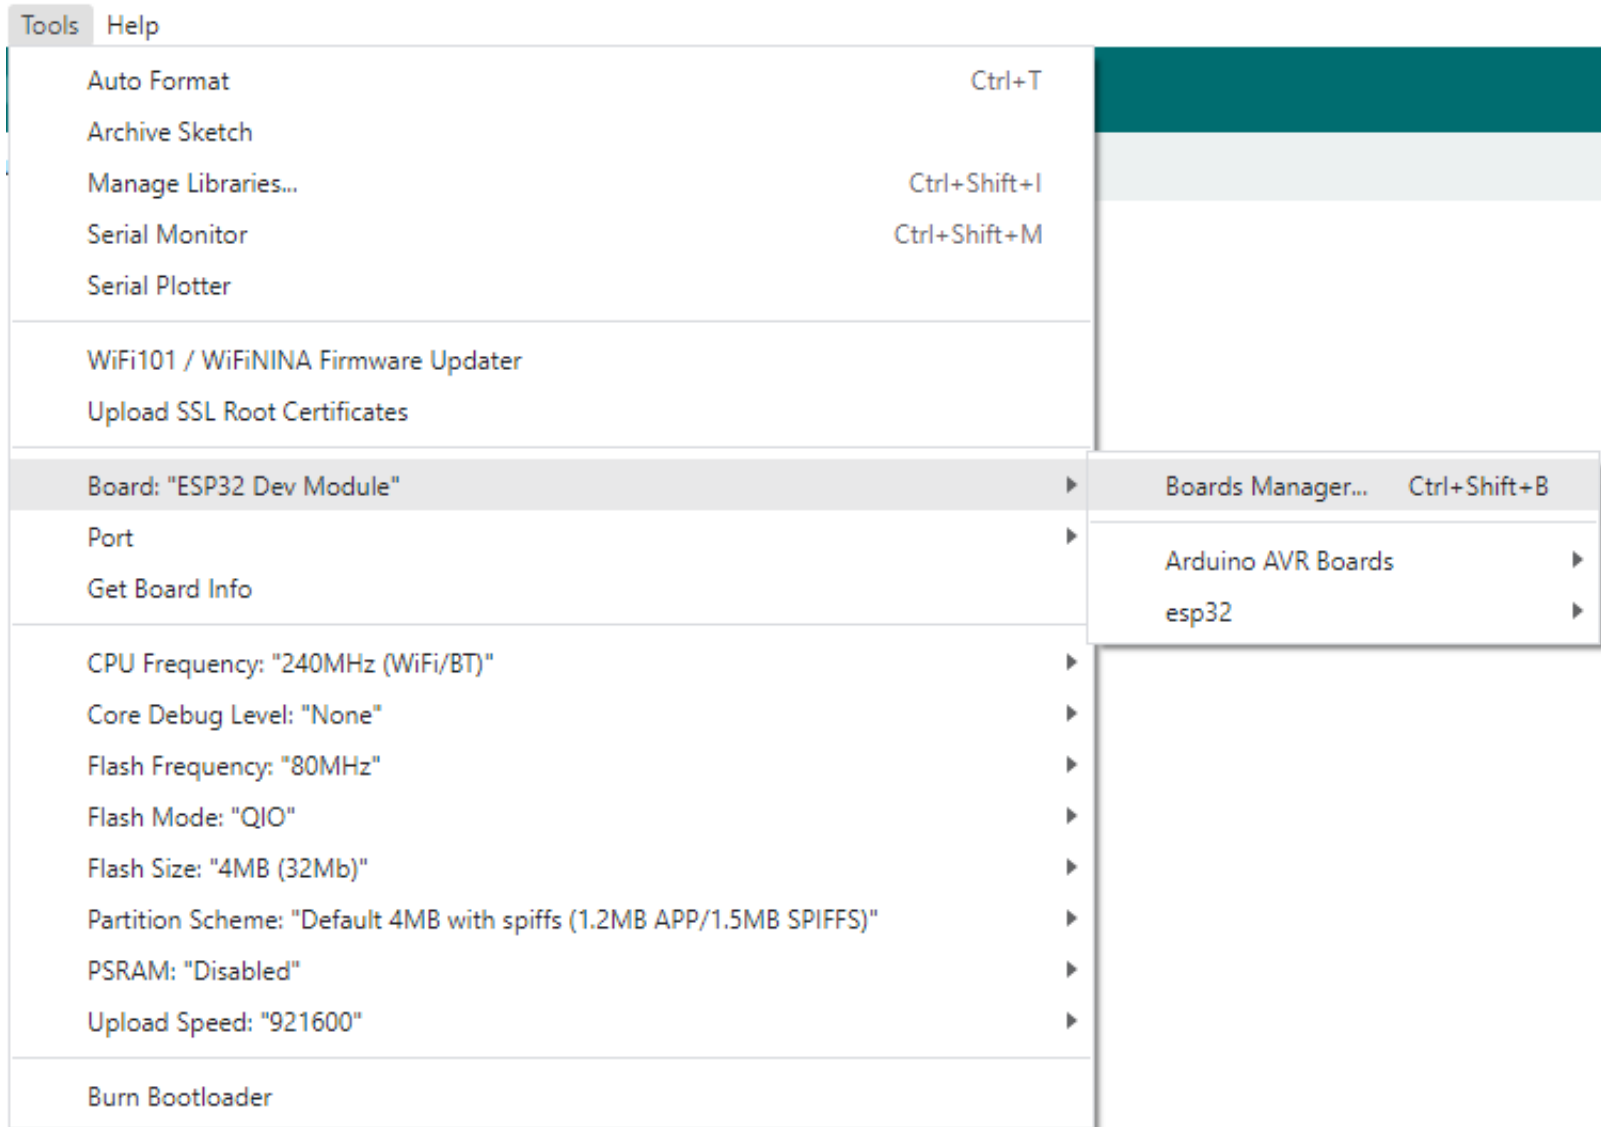 Tools Help
Auto Format Ctrl+T
Archive Sketch
Manage Libraries... Ctrl+Shift+I
Serial Monitor Ctrl+Shift+M
Serial Plotter
WiFi101 / WiFiNINA Firmware Updater
Upload SSL Root Certificates
Board: "ESP32 Dev Module"
Port
Get Board Info
CPU Frequency: "240MHz (WiFi/BT)"
Core Debug Level: "None"
Flash Frequency: "80MHz"
Flash Mode: "QIO"
Flash Size: "4MB (32Mb)"
Partition Scheme: "Default 4MB with spiffs (1.2MB APP/1.5MB SPIFFS)"
PSRAM: "Disabled"
Upload Speed: "921600"
Burn Bootloader
Boards Manager... Ctrl+Shift+B
Arduino AVR Boards
esp32